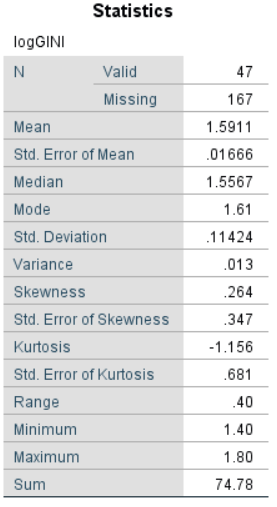 Statistics
logGINI
N Valid 47
Missing 167
Mean 1.5911
Std. Error of Mean .01666
Median 1.5567
Mode 1.61
Std. Deviation .11424
Variance .013
Skewness .264
Std. Error of Skewness .347
Kurtosis -1.156
Std. Error of Kurtosis .681
Range .40
Minimum 1.40
Maximum 1.80
Sum 74.78